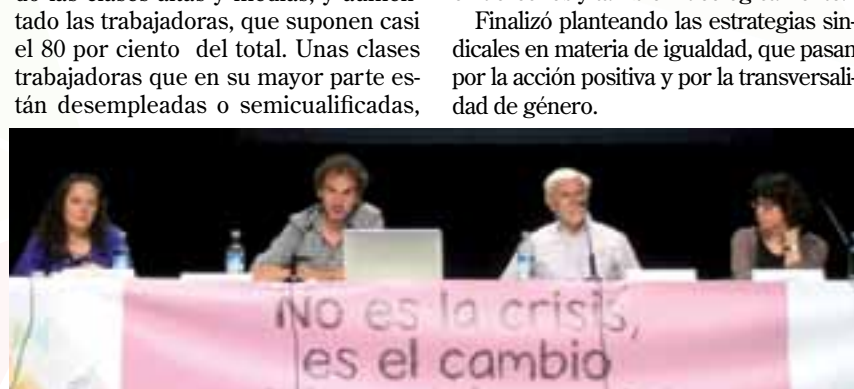 tado las trabajadoras, que suponen casi
el 80 por ciento del total. Unas clases
trabajadoras que en su mayor parte es-
tán desempleadas o semicualificadas,
Finalizó planteando las estrategias sin-
dicales en materia de igualdad, que pasan
por la acción positiva y por la transversali-
dad de género.
No es la crisis,
es el cambio